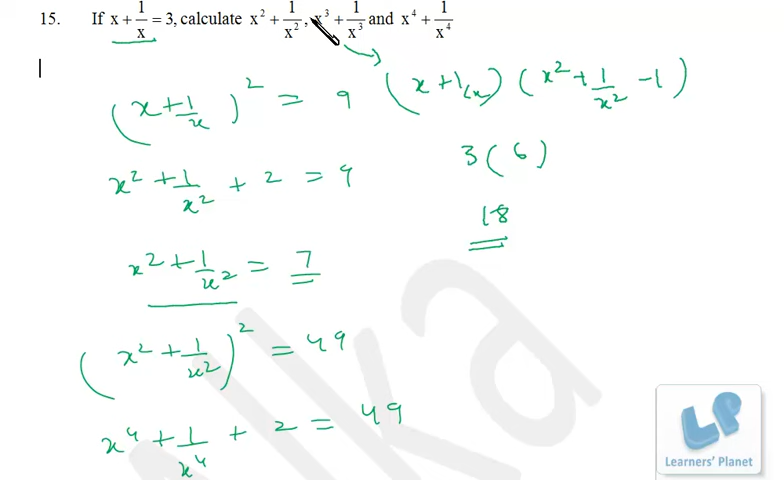 15. If x + 1/x = 3, calculate x² + 1/x², x³ + 1/x³ and x⁴ + 1/x⁴
(x + 1/x)² = 9
(x + 1/x) (x² + 1/x² - 1)
x² + 1/x² + 2 = 9
3 (6)
18
x² + 1/x² = 7
(x² + 1/x²)² = 49
x⁴ + 1/x⁴ + 2 = 49
Alka
LP
Learners' Planet